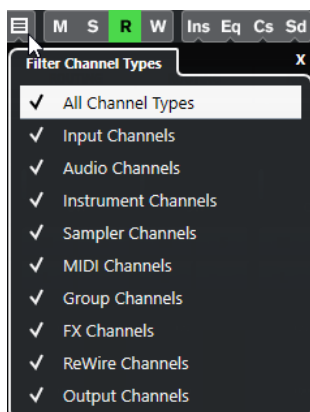 M S R W Ins Eq Cs Sd
Filter Channel Types X
✓ All Channel Types
✓ Input Channels
✓ Audio Channels
✓ Instrument Channels
✓ Sampler Channels
✓ MIDI Channels
✓ Group Channels
✓ FX Channels
✓ ReWire Channels
✓ Output Channels